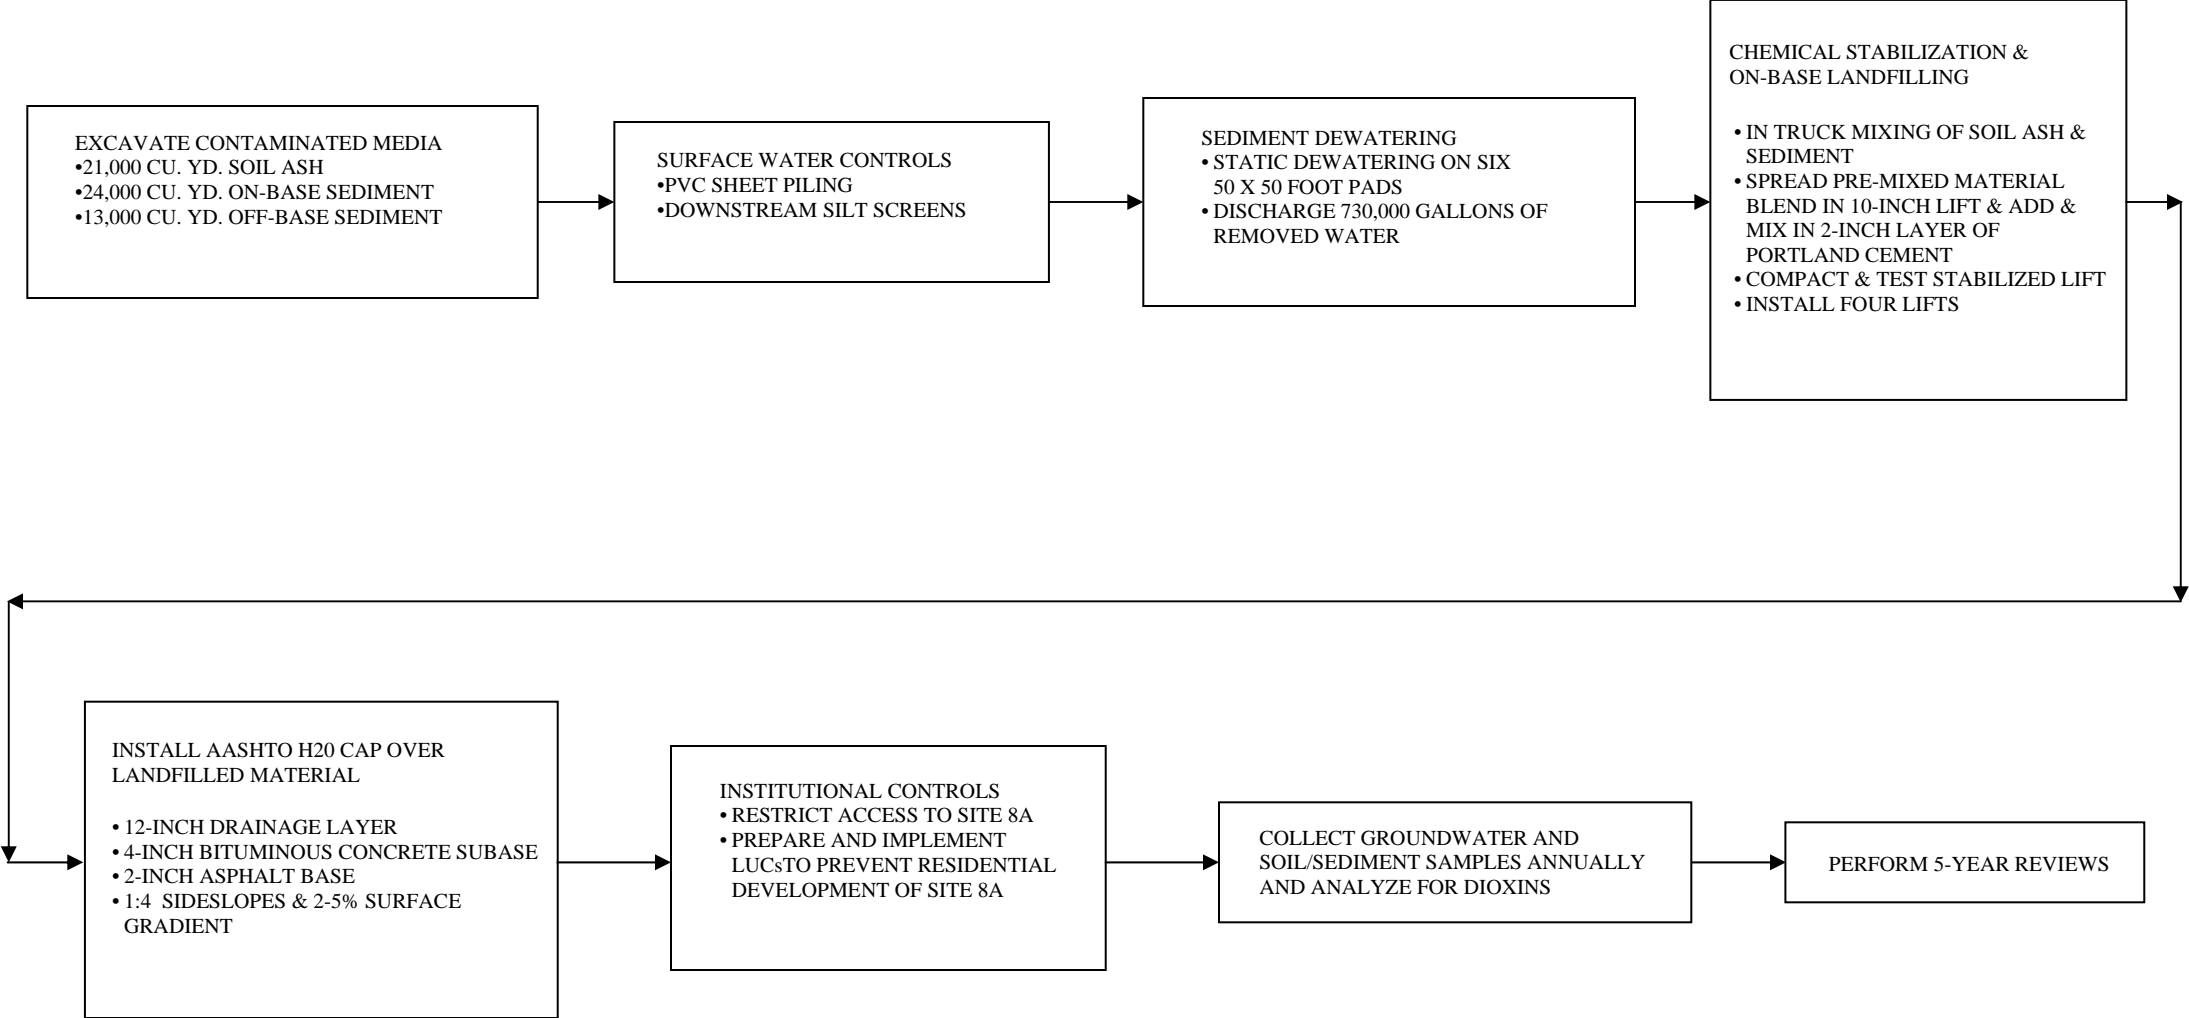 EXCAVATE CONTAMINATED MEDIA
•21,000 CU. YD. SOIL ASH
•24,000 CU. YD. ON-BASE SEDIMENT
•13,000 CU. YD. OFF-BASE SEDIMENT
SURFACE WATER CONTROLS
•PVC SHEET PILING
•DOWNSTREAM SILT SCREENS
SEDIMENT DEWATERING
• STATIC DEWATERING ON SIX
50 X 50 FOOT PADS
• DISCHARGE 730,000 GALLONS OF
REMOVED WATER
CHEMICAL STABILIZATION &
ON-BASE LANDFILLING
• IN TRUCK MIXING OF SOIL ASH &
SEDIMENT
• SPREAD PRE-MIXED MATERIAL
BLEND IN 10-INCH LIFT & ADD &
MIX IN 2-INCH LAYER OF
PORTLAND CEMENT
• COMPACT & TEST STABILIZED LIFT
• INSTALL FOUR LIFTS
INSTALL AASHTO H20 CAP OVER
LANDFILLED MATERIAL
• 12-INCH DRAINAGE LAYER
• 4-INCH BITUMINOUS CONCRETE SUBASE
• 2-INCH ASPHALT BASE
• 1:4 SIDESLOPES & 2-5% SURFACE
GRADIENT
INSTITUTIONAL CONTROLS
• RESTRICT ACCESS TO SITE 8A
• PREPARE AND IMPLEMENT
LUCsTO PREVENT RESIDENTIAL
DEVELOPMENT OF SITE 8A
COLLECT GROUNDWATER AND
SOIL/SEDIMENT SAMPLES ANNUALLY
AND ANALYZE FOR DIOXINS
PERFORM 5-YEAR REVIEWS